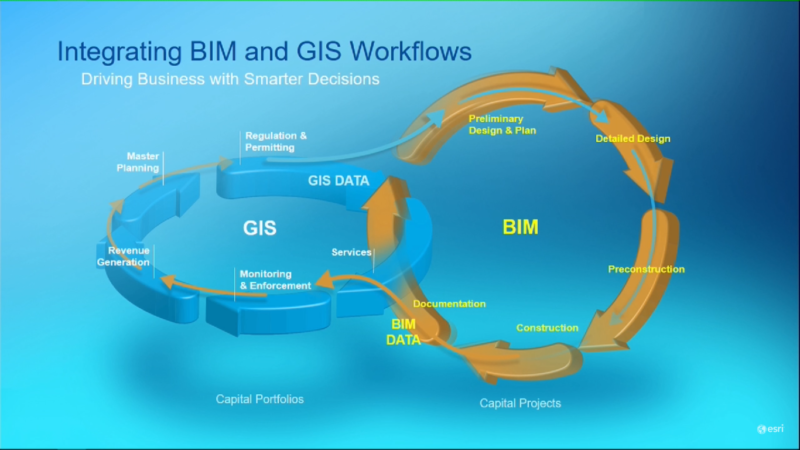 Integrating BIM and GIS Workflows
Driving Business with Smarter Decisions
Preliminary
Design & Plan
Detailed Design
Regulation &
Permitting
Master
Planning
GIS DATA
GIS
BIM
Revenue
Generation
Services
Monitoring
& Enforcement
Preconstruction
Documentation
Construction
BIM
DATA
Capital Portfolios
Capital Projects
esri